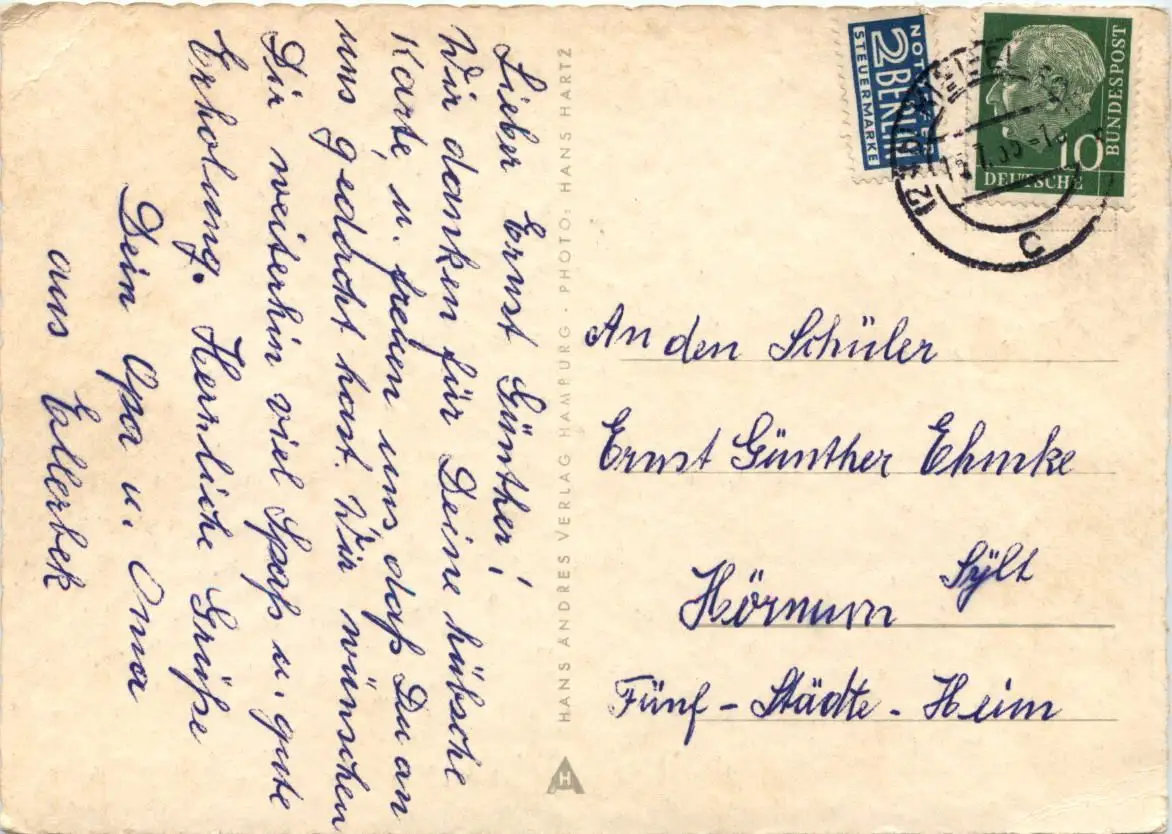 Lieber Ernst Günther!
Wir danken für Deine hübsche
Karte, u. freuen uns daß Du an
uns gedacht hast. Wir wünschen
Dir weiterhin viel Spaß u. gute
Erholung. Herzliche Grüße
Dein Opa u. Oma
aus Ellerbek
HANS ANDRES VERLAG HAMBURG · PHOTO: HANS HARTZ
H
2 BERLIN
STEUERMARKE
DEUTSCHE
BUNDESPOST
10
An den Schüler
Ernst Günther Ehmke
Sylt
Hörnum
Fünf-Städte-Heim